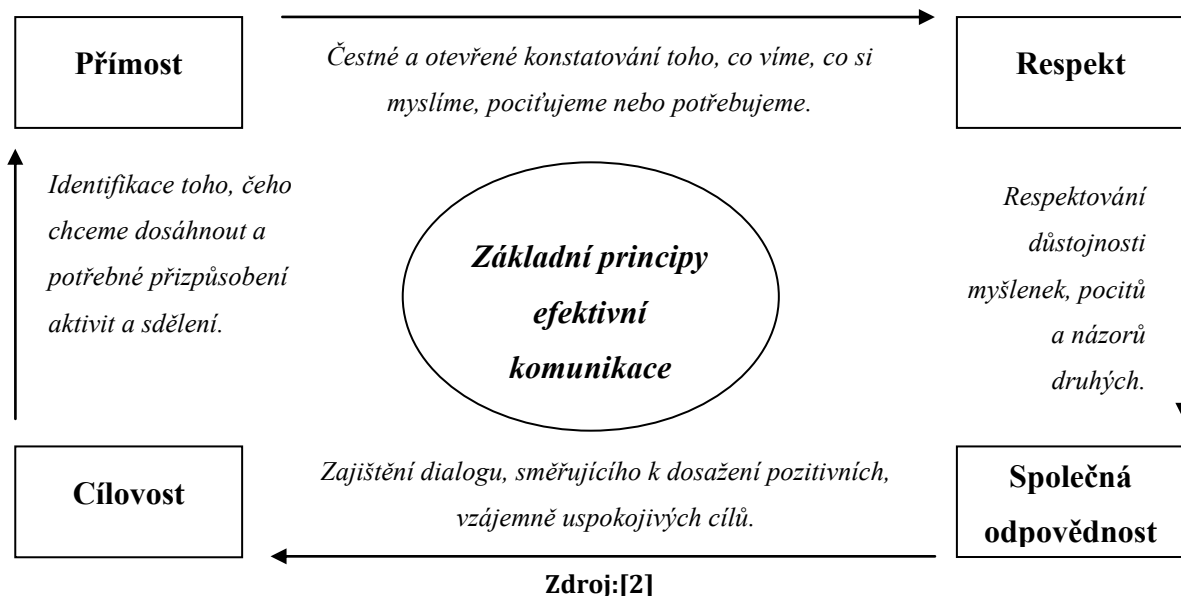 Přímost
Čestné a otevřené konstatování toho, co víme, co si
myslíme, pociťujeme nebo potřebujeme.
Respekt
Identifikace toho, čeho
chceme dosáhnout a
potřebné přizpůsobení
aktivit a sdělení.
Základní principy
efektivní
komunikace
Respektování
důstojnosti
myšlenek, pocitů
a názorů
druhých.
Cílovost
Zajištění dialogu, směřujícího k dosažení pozitivních,
vzájemně uspokojivých cílů.
Společná
odpovědnost
Zdroj:[2]